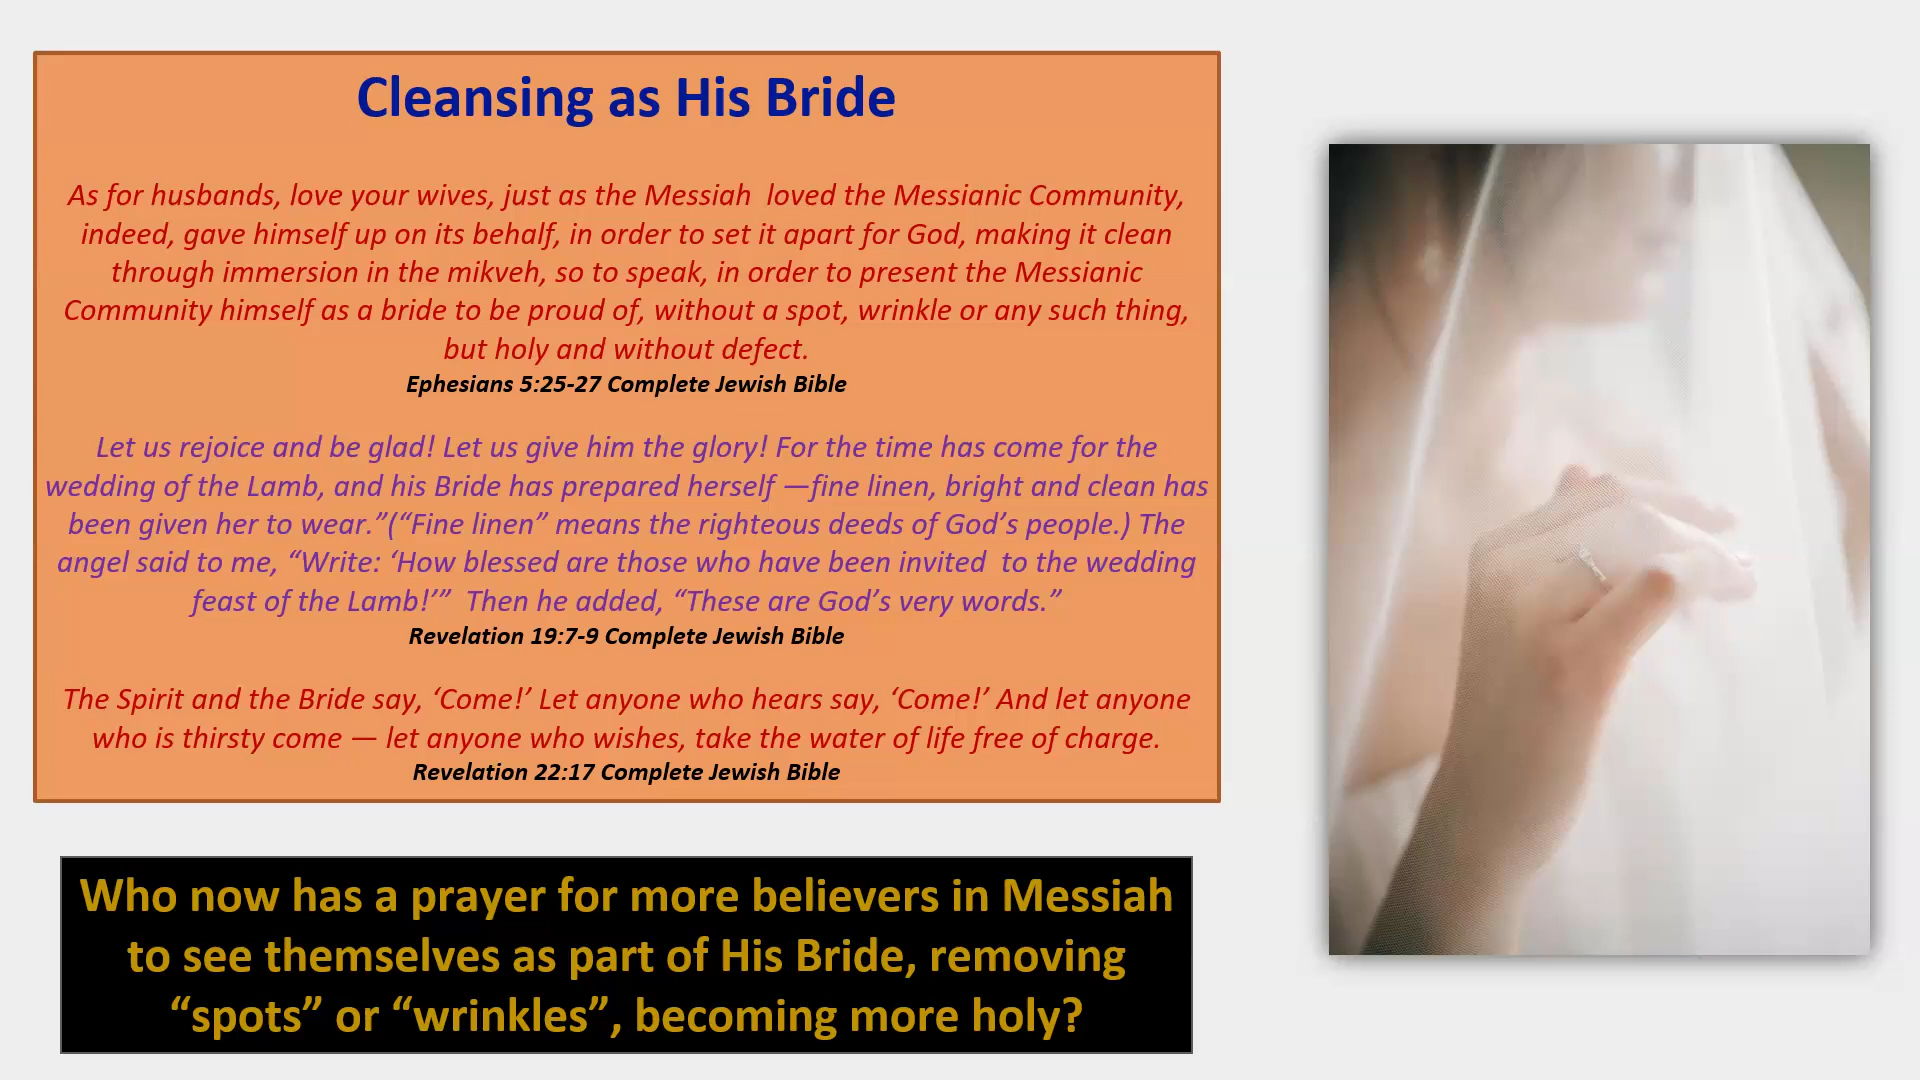 Cleansing as His Bride
As for husbands, love your wives, just as the Messiah  loved the Messianic Community,
indeed, gave himself up on its behalf, in order to set it apart for God, making it clean
through immersion in the mikveh, so to speak, in order to present the Messianic
Community himself as a bride to be proud of, without a spot, wrinkle or any such thing,
but holy and without defect.
Ephesians 5:25-27 Complete Jewish Bible
Let us rejoice and be glad! Let us give him the glory! For the time has come for the
wedding of the Lamb, and his Bride has prepared herself —fine linen, bright and clean has
been given her to wear.”(“Fine linen” means the righteous deeds of God’s people.) The
angel said to me, “Write: ‘How blessed are those who have been invited  to the wedding
feast of the Lamb!’”  Then he added, “These are God’s very words.”
Revelation 19:7-9 Complete Jewish Bible
The Spirit and the Bride say, ‘Come!’ Let anyone who hears say, ‘Come!’ And let anyone
who is thirsty come — let anyone who wishes, take the water of life free of charge.
Revelation 22:17 Complete Jewish Bible
Who now has a prayer for more believers in Messiah
to see themselves as part of His Bride, removing
“spots” or “wrinkles”, becoming more holy?